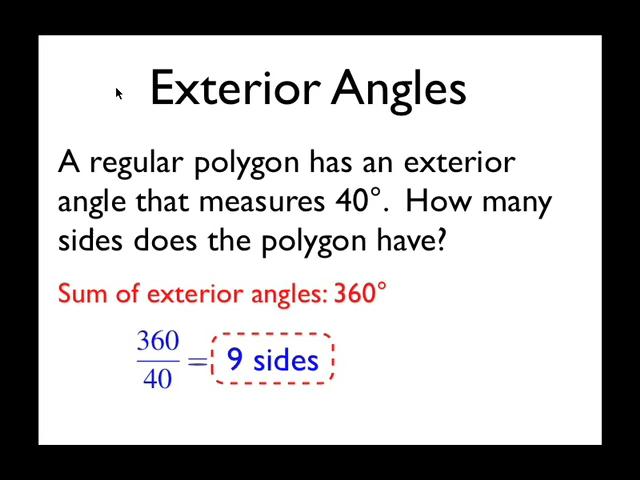 Exterior Angles
A regular polygon has an exterior
angle that measures 40°. How many
sides does the polygon have?
Sum of exterior angles: 360°
360
40
= 9 sides